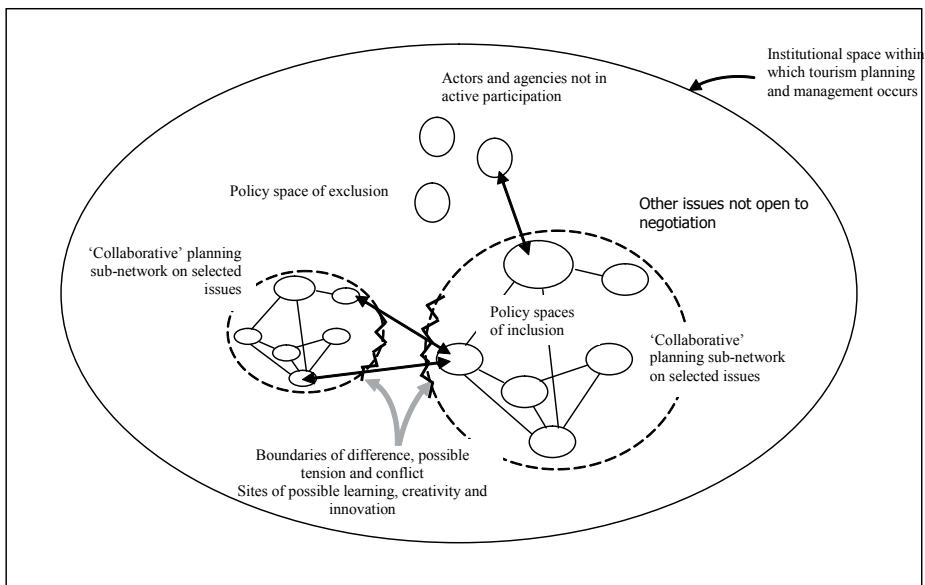 Institutional space within
which tourism planning
and management occurs
Actors and agencies not in
active participation
Policy space of exclusion
Other issues not open to
negotiation
‘Collaborative’ planning
sub-network on selected
issues
Policy spaces
of inclusion
‘Collaborative’
planning sub-network
on selected issues
Boundaries of difference, possible
tension and conflict
Sites of possible learning, creativity and
innovation